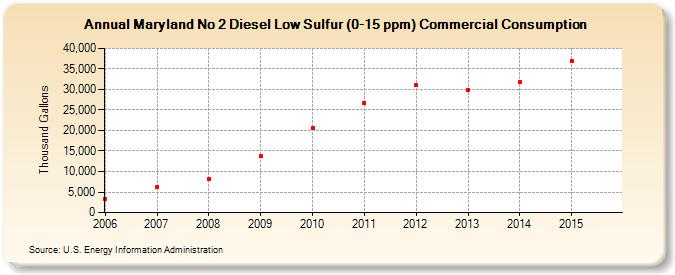 Annual Maryland No 2 Diesel Low Sulfur (0-15 ppm) Commercial Consumption
Thousand Gallons
40,000
35,000
30,000
25,000
20,000
15,000
10,000
5,000
0
2006 2007 2008 2009 2010 2011 2012 2013 2014 2015
Source: U.S. Energy Information Administration